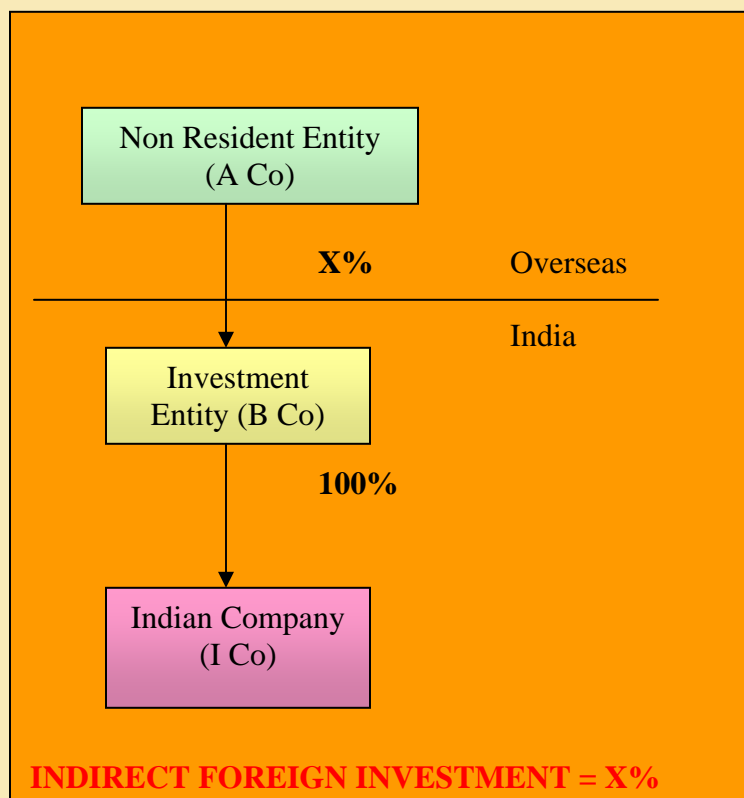 Non Resident Entity
(A Co)
X%
Overseas
India
Investment
Entity (B Co)
100%
Indian Company
(I Co)
INDIRECT FOREIGN INVESTMENT = X%